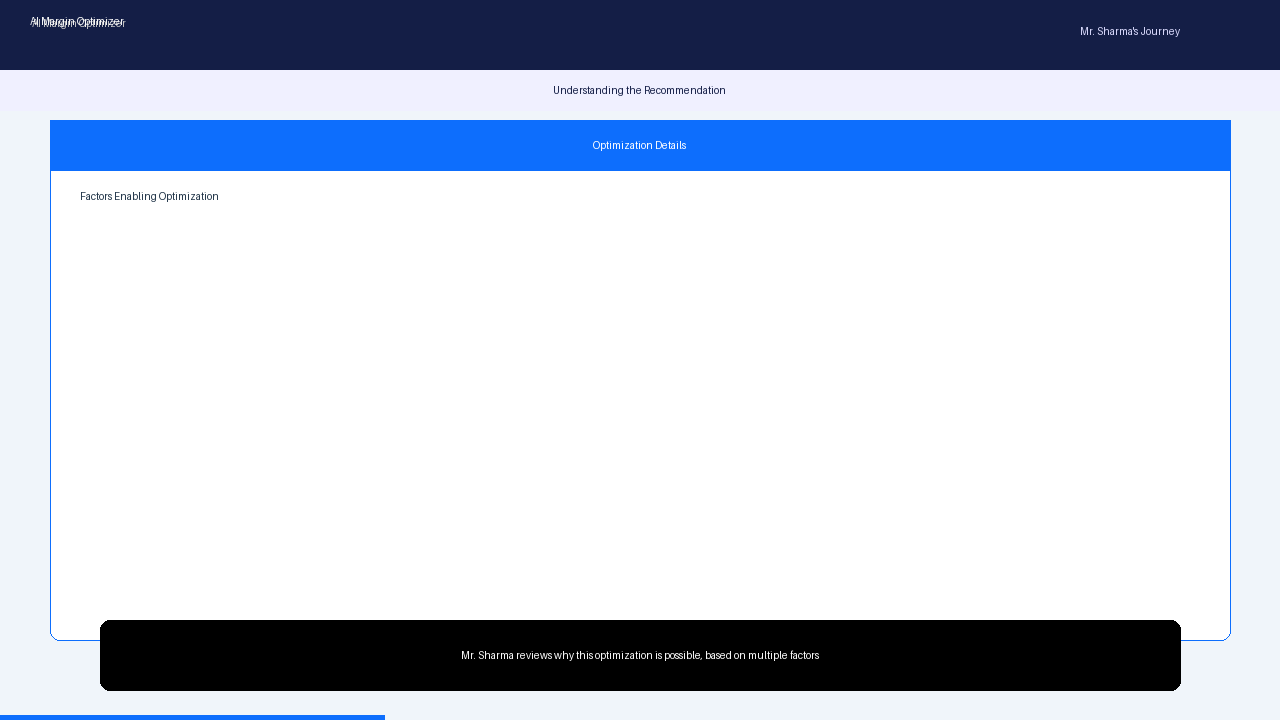 AI Margin Optimizer
Mr. Sharma's Journey
Understanding the Recommendation
Optimization Details
Factors Enabling Optimization
Mr. Sharma reviews why this optimization is possible, based on multiple factors